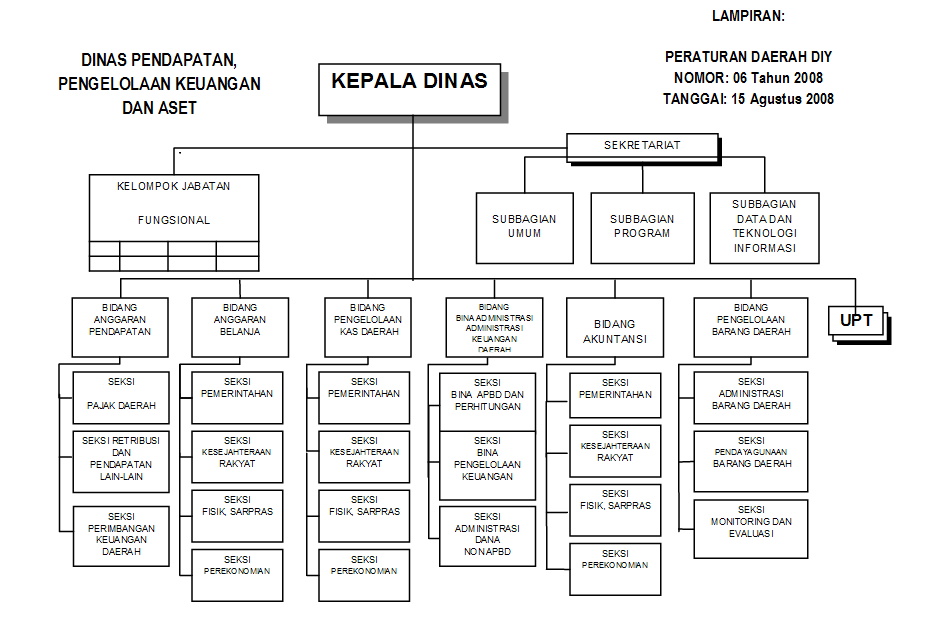 LAMPIRAN:
DINAS PENDAPATAN,
PENGELOLAAN KEUANGAN
DAN ASET
PERATURAN DAERAH DIY
NOMOR: 06 Tahun 2008
TANGGAI: 15 Agustus 2008
KEPALA DINAS
SEKRETARIAT
KELOMPOK JABATAN
FUNGSIONAL
SUBBAGIAN
UMUM
SUBBAGIAN
PROGRAM
SUBBAGIAN
DATA DAN
TEKNOLOGI
INFORMASI
BIDANG
ANGGARAN
PENDAPATAN
BIDANG
ANGGARAN
BELANJA
BIDANG
PENGELOLAAN
KAS DAERAH
BIDANG
BINA ADMINISTRASI
ADMINISTRASI
KEUANGAN
DAERAH
BIDANG
AKUNTANSI
BIDANG
PENGELOLAAN
BARANG DAERAH
UPT
SEKSI
PAJAK DAERAH
SEKSI RETRIBUSI
DAN
PENDAPATAN
LAIN-LAIN
SEKSI
PERIMBANGAN
KEUANGAN
DAERAH
SEKSI
PEMERINTAHAN
SEKSI
KESEJAHTERAAN
RAKYAT
SEKSI
FISIK, SARPRAS
SEKSI
PEREKONOMIAN
SEKSI
PEMERINTAHAN
SEKSI
KESEJAHTERAAN
RAKYAT
SEKSI
FISIK, SARPRAS
SEKSI
PEREKONOMIAN
SEKSI
BINA APBD DAN
PERHITUNGAN
SEKSI
BINA
PENGELOLAAN
KEUANGAN
SEKSI
ADMINISTRASI
DANA
NON APBD
SEKSI
PEMERINTAHAN
SEKSI
KESEJAHTERAAN
RAKYAT
SEKSI
FISIK, SARPRAS
SEKSI
PEREKONOMIAN
SEKSI
ADMINISTRASI
BARANG DAERAH
SEKSI
PENDAYAGUNAAN
BARANG DAERAH
SEKSI
MONITORING DAN
EVALUASI